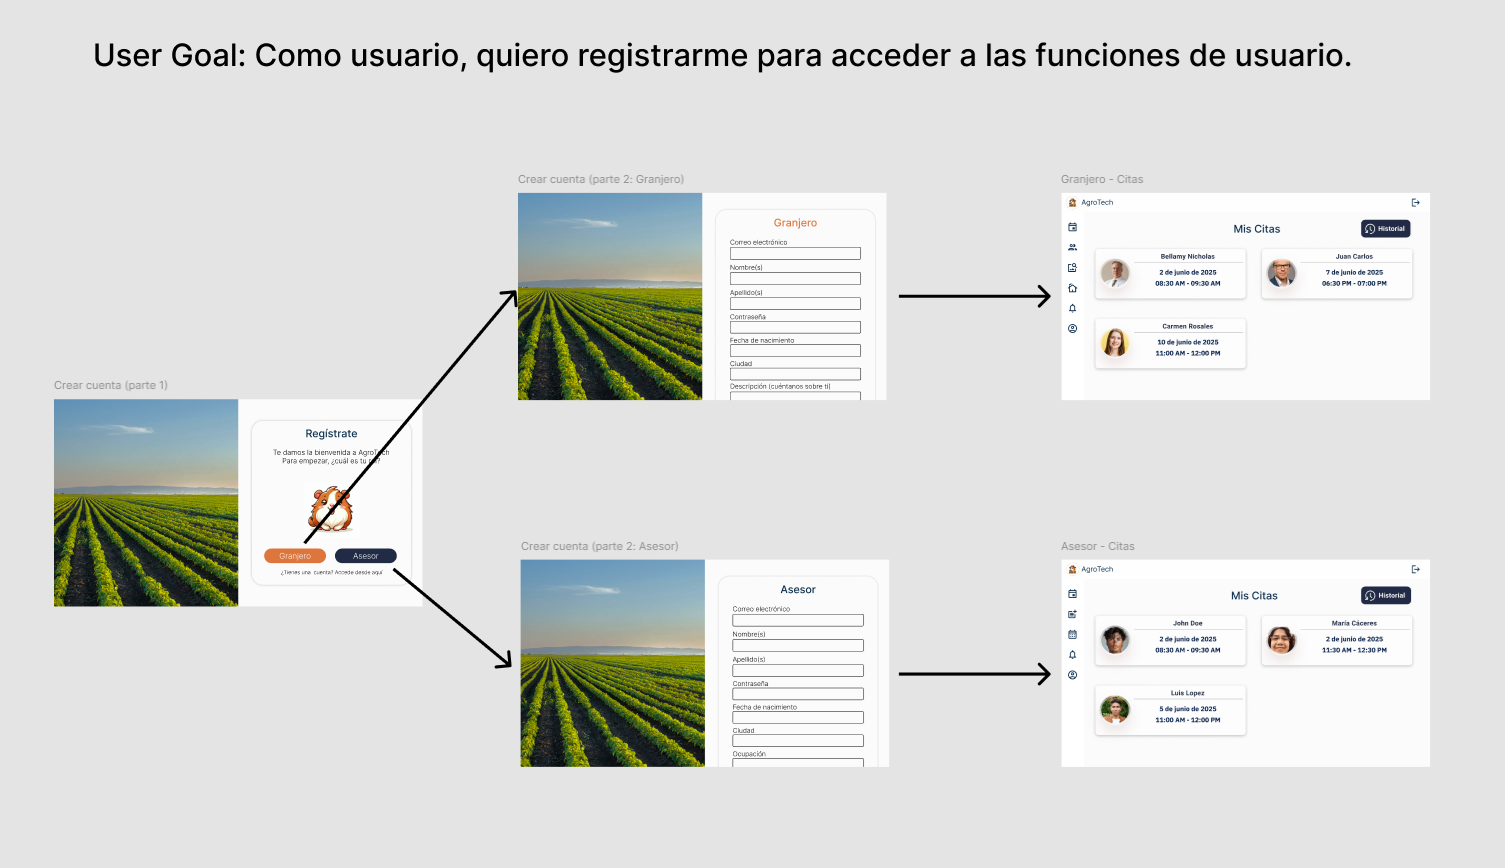 User Goal: Como usuario, quiero registrarme para acceder a las funciones de usuario.
Crear cuenta (parte 1)
Regístrate
Te damos la bienvenida a AgroTech
Para empezar, ¿cuál es tu rol?
Granjero
Asesor
¿Tienes una cuenta? Accede desde aquí
Crear cuenta (parte 2: Granjero)
Granjero
Correo electrónico
Nombre(s)
Apellido(s)
Contraseña
Fecha de nacimiento
Ciudad
Descripción (cuéntanos sobre ti)
Granjero - Citas
AgroTech
Mis Citas
Historial
Bellamy Nicholas
2 de junio de 2025
08:30 AM - 09:30 AM
Juan Carlos
7 de junio de 2025
06:30 PM - 07:00 PM
Carmen Rosales
10 de junio de 2025
11:00 AM - 12:00 PM
Crear cuenta (parte 2: Asesor)
Asesor
Correo electrónico
Nombre(s)
Apellido(s)
Contraseña
Fecha de nacimiento
Ciudad
Ocupación
Asesor - Citas
AgroTech
Mis Citas
Historial
John Doe
2 de junio de 2025
08:30 AM - 09:30 AM
María Cáceres
2 de junio de 2025
11:30 AM - 12:30 PM
Luis Lopez
5 de junio de 2025
11:00 AM - 12:00 PM